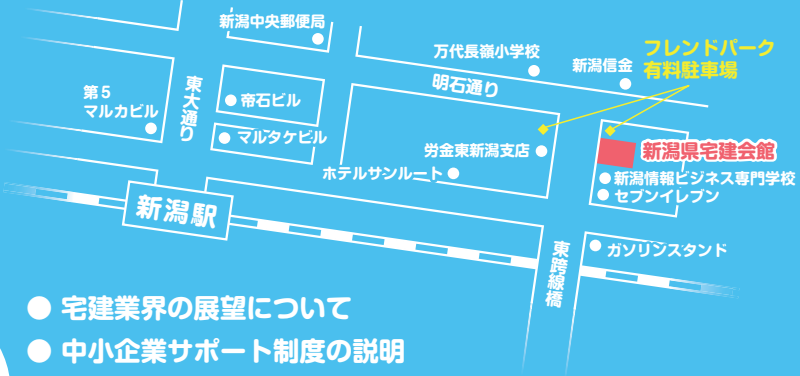 新潟中央郵便局
万代長嶺小学校
新潟信金
フレンドパーク
有料駐車場
明石通り
第5
マルカビル
東大通り
帝石ビル
マルタケビル
労金東新潟支店
新潟県宅建会館
ホテルサンルート
新潟情報ビジネス専門学校
セブンイレブン
新潟駅
東跨線橋
ガソリンスタンド
● 宅建業界の展望について
● 中小企業サポート制度の説明